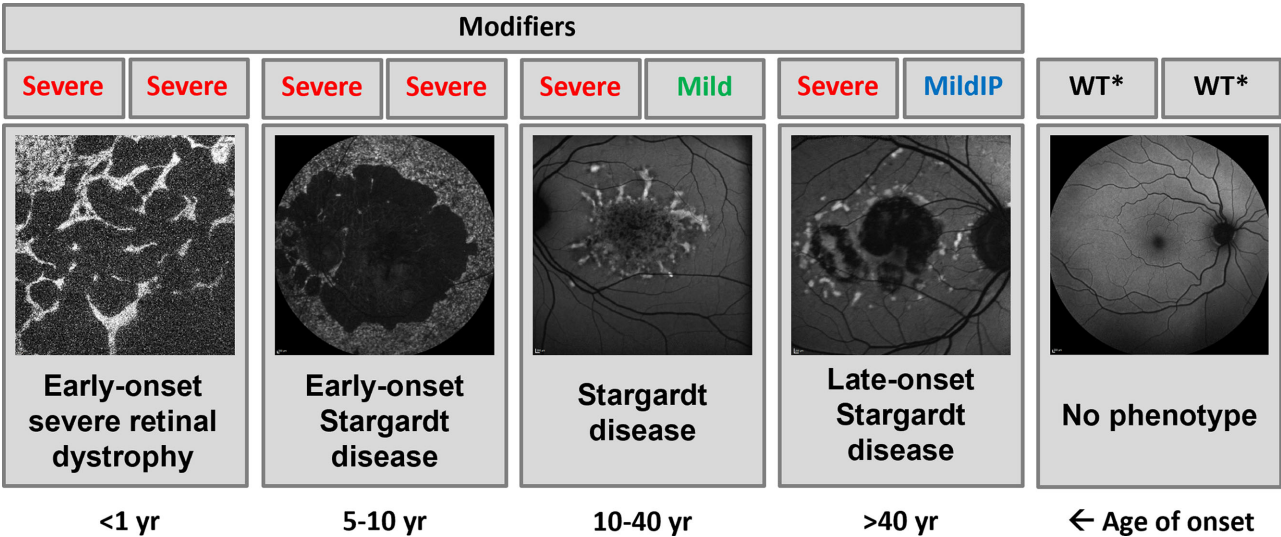 Modifiers
Severe Severe Severe Severe Severe Mild Severe MildIP WT* WT*
Early-onset
severe retinal
dystrophy
Early-onset
Stargardt
disease
Stargardt
disease
Late-onset
Stargardt
disease
No phenotype
<1 yr 5-10 yr 10-40 yr >40 yr ← Age of onset